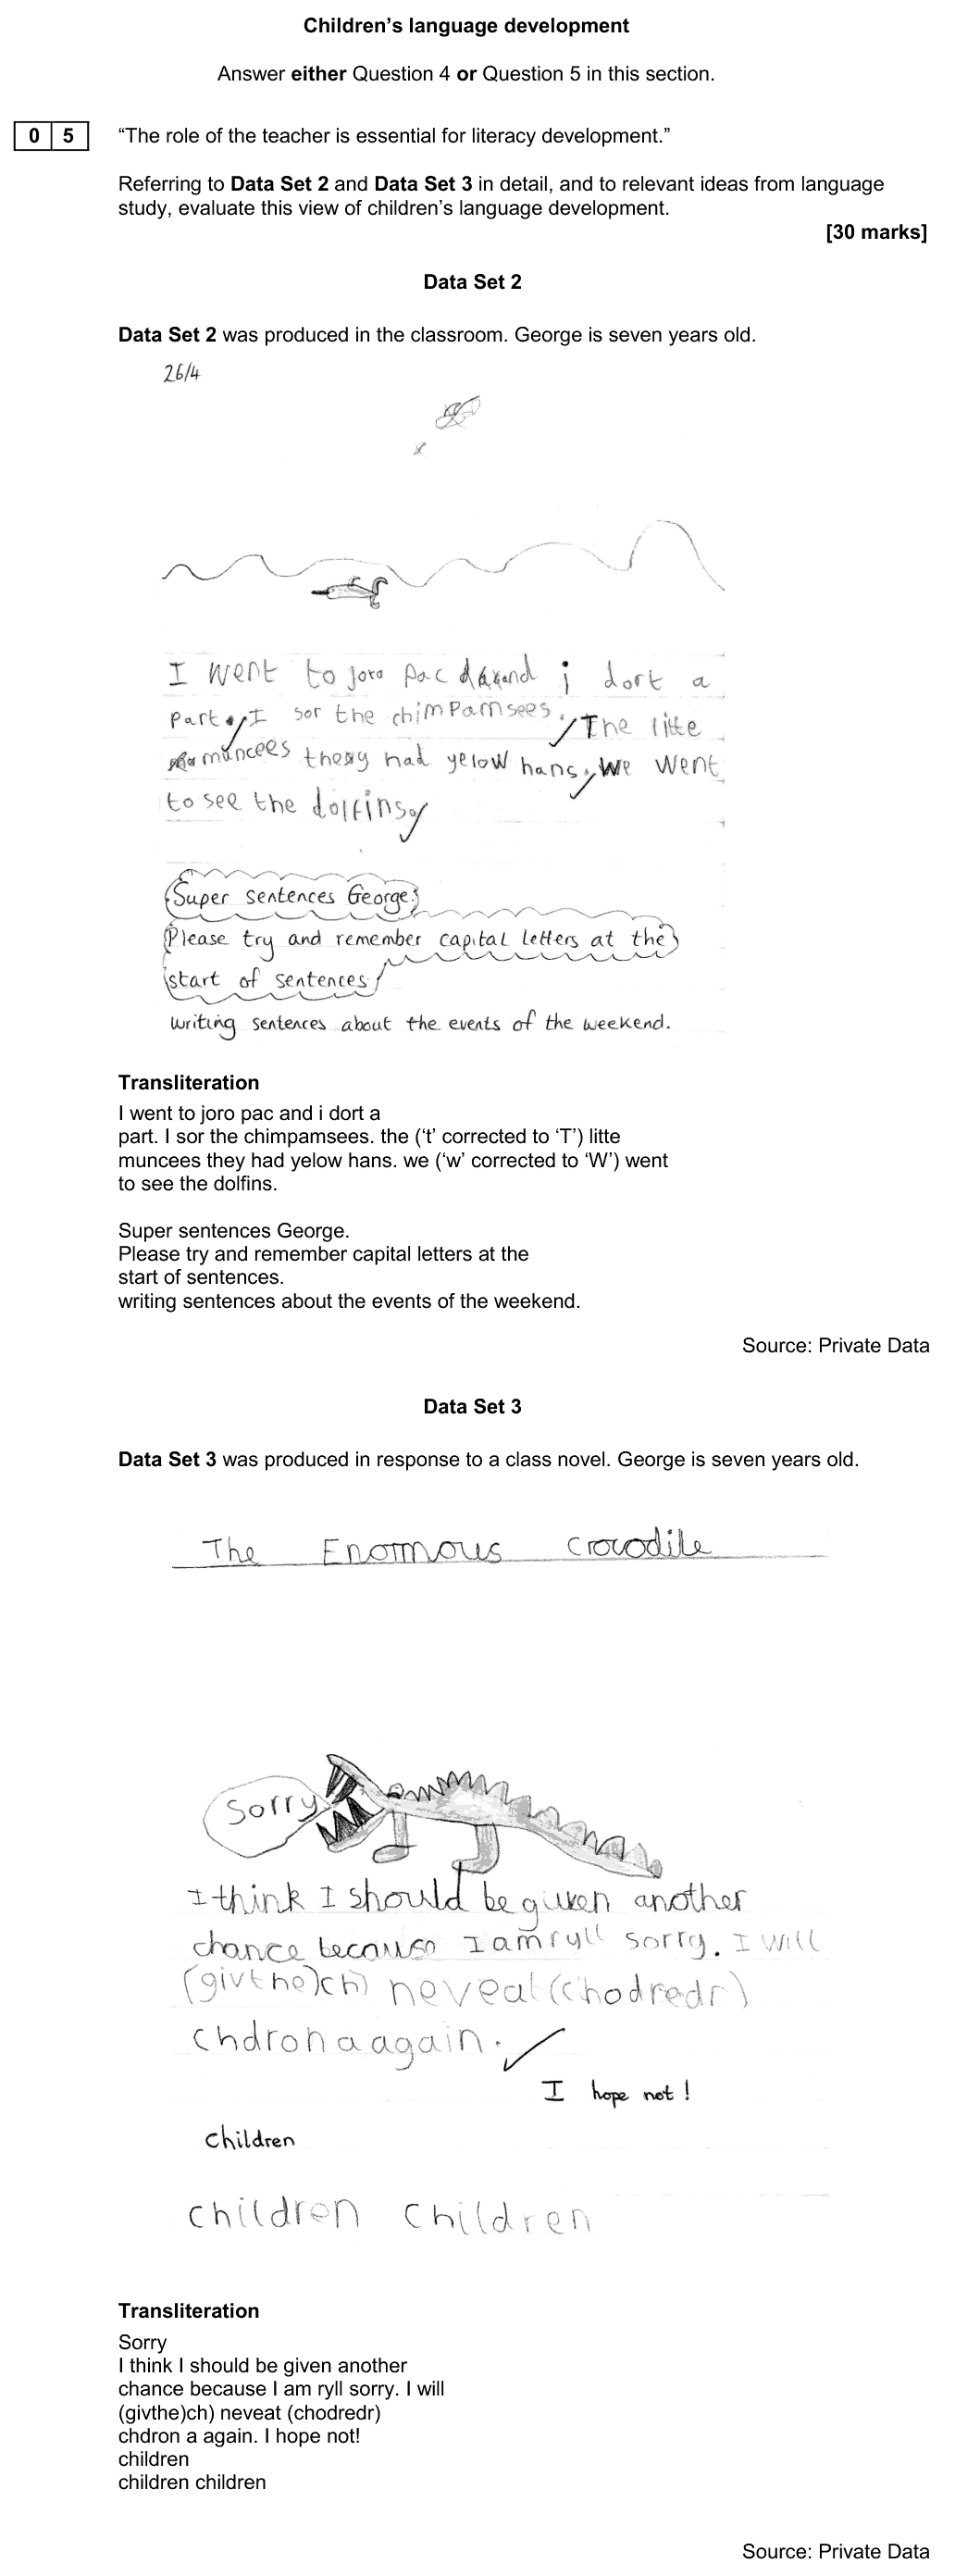 Children’s language development
Answer either Question 4 or Question 5 in this section.
0 5 “The role of the teacher is essential for literacy development.”
Referring to Data Set 2 and Data Set 3 in detail, and to relevant ideas from language
study, evaluate this view of children’s language development.
[30 marks]
Data Set 2
Data Set 2 was produced in the classroom. George is seven years old.
26/4
I went to joro pac and i dort a
part. I sor the chimpamsees. The litte
muncees they had yelow hans. We went
to see the dolfins.
Super sentences George.
Please try and remember capital letters at the
start of sentences.
writing sentences about the events of the weekend.
Transliteration
I went to joro pac and i dort a
part. I sor the chimpamsees. the (‘t’ corrected to ‘T’) litte
muncees they had yelow hans. we (‘w’ corrected to ‘W’) went
to see the dolfins.
Super sentences George.
Please try and remember capital letters at the
start of sentences.
writing sentences about the events of the weekend.
Source: Private Data
Data Set 3
Data Set 3 was produced in response to a class novel. George is seven years old.
The Enormous Crocodile
Sorry
I think I should be given another
chance because I am ryll sorry. I will
(givthe)ch) neveat (chodredr)
chdron a again.
I hope not!
children
children children
Transliteration
Sorry
I think I should be given another
chance because I am ryll sorry. I will
(givthe)ch) neveat (chodredr)
chdron a again. I hope not!
children
children children
Source: Private Data